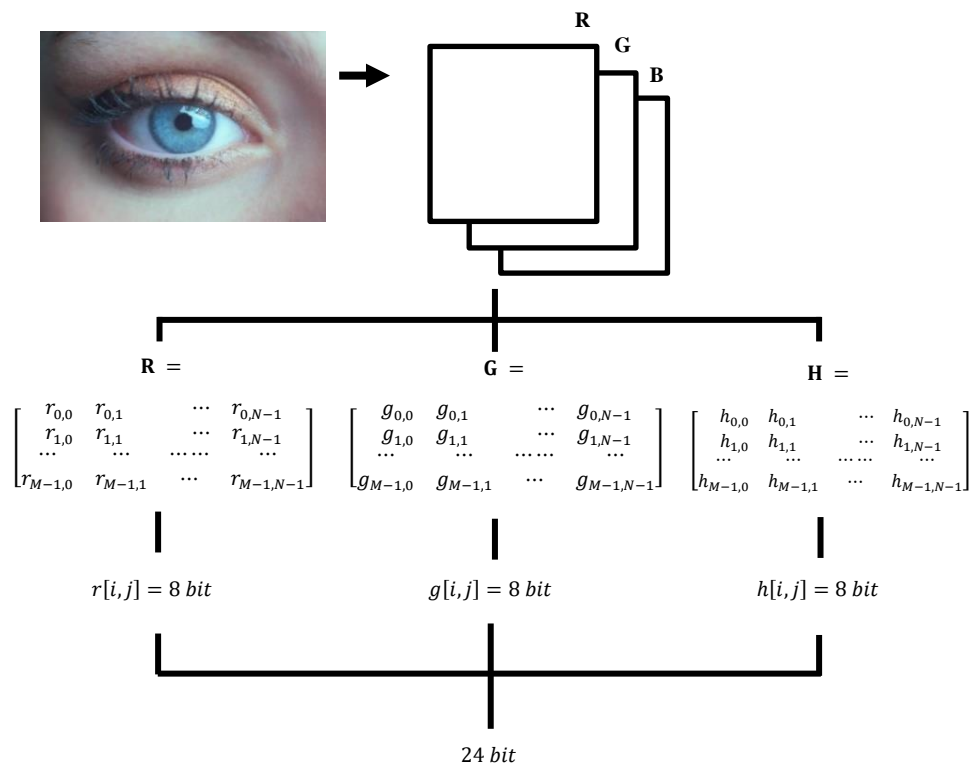 R
G
B
R =
G =
H =
r_{0,0} r_{0,1} ⋯ r_{0,N−1}
r_{1,0} r_{1,1} ⋯ r_{1,N−1}
⋯ ⋯ ⋯⋯ ⋯
r_{M−1,0} r_{M−1,1} ⋯ r_{M−1,N−1}
g_{0,0} g_{0,1} ⋯ g_{0,N−1}
g_{1,0} g_{1,1} ⋯ g_{1,N−1}
⋯ ⋯ ⋯⋯ ⋯
g_{M−1,0} g_{M−1,1} ⋯ g_{M−1,N−1}
h_{0,0} h_{0,1} ⋯ h_{0,N−1}
h_{1,0} h_{1,1} ⋯ h_{1,N−1}
⋯ ⋯ ⋯⋯ ⋯
h_{M−1,0} h_{M−1,1} ⋯ h_{M−1,N−1}
r[i,j] = 8 bit
g[i,j] = 8 bit
h[i,j] = 8 bit
24 bit